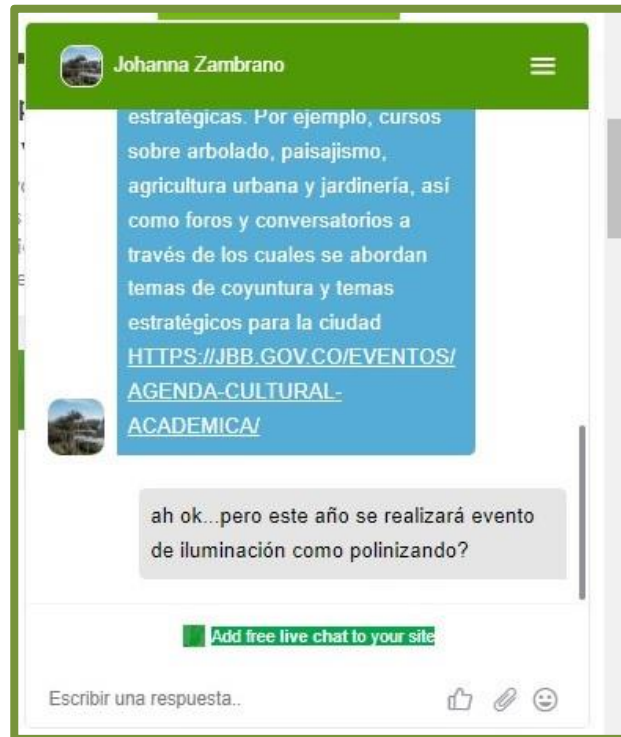 Johanna Zambrano
estratégicas. Por ejemplo, cursos
sobre arbolado, paisajismo,
agricultura urbana y jardinería, así
como foros y conversatorios a
través de los cuales se abordan
temas de coyuntura y temas
estratégicos para la ciudad
HTTPS://JBB.GOV.CO/EVENTOS/
AGENDA-CULTURAL-
ACADEMICA/
ah ok...pero este año se realizará evento
de iluminación como polinizando?
Add free live chat to your site
Escribir una respuesta..